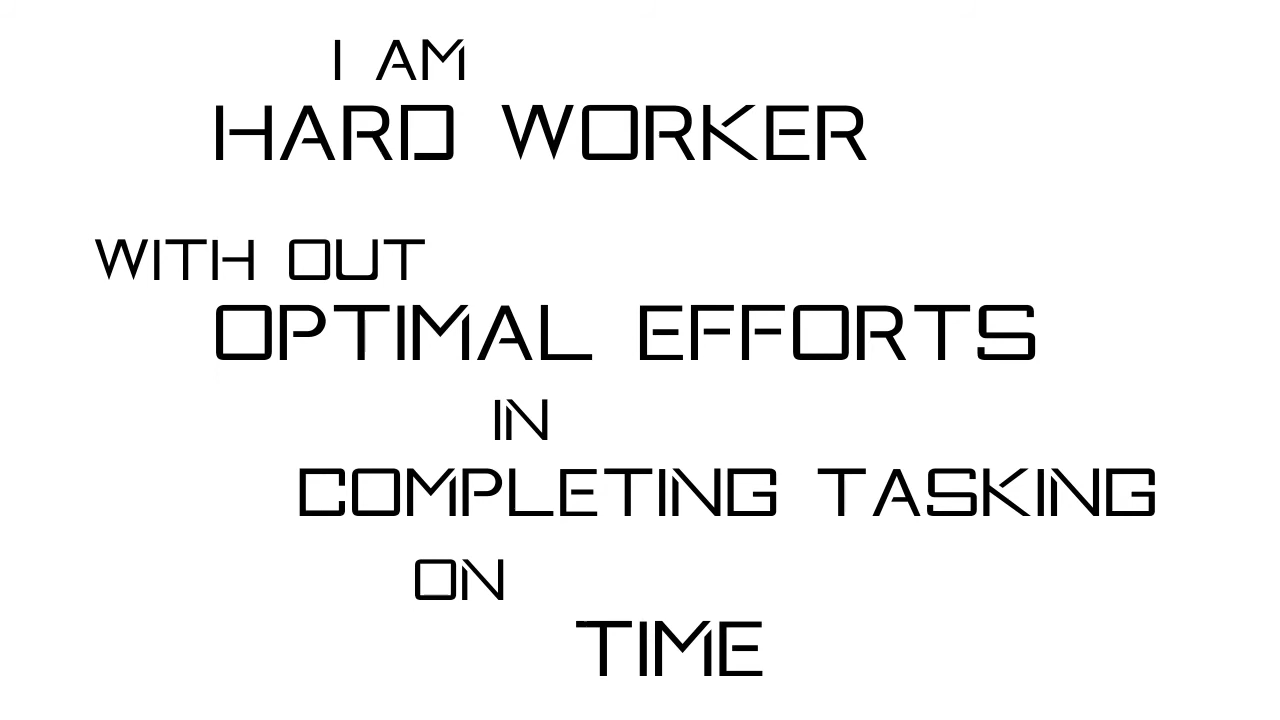 I AM
HARD WORKER
WITH OUT
OPTIMAL EFFORTS
IN
COMPLETING TASKING
ON
TIME